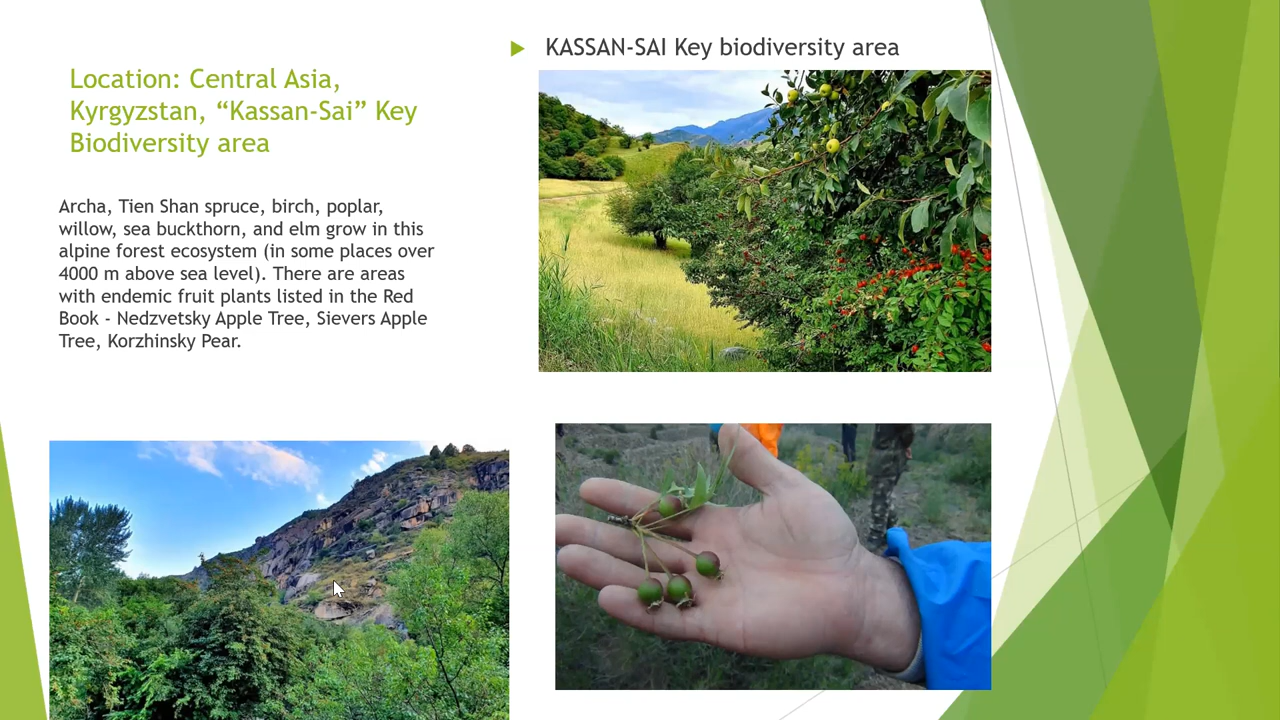 KASSAN-SAI Key biodiversity area
Location: Central Asia,
Kyrgyzstan, “Kassan-Sai” Key
Biodiversity area
Archa, Tien Shan spruce, birch, poplar,
willow, sea buckthorn, and elm grow in this
alpine forest ecosystem (in some places over
4000 m above sea level). There are areas
with endemic fruit plants listed in the Red
Book - Nedzvetsky Apple Tree, Sievers Apple
Tree, Korzhinsky Pear.